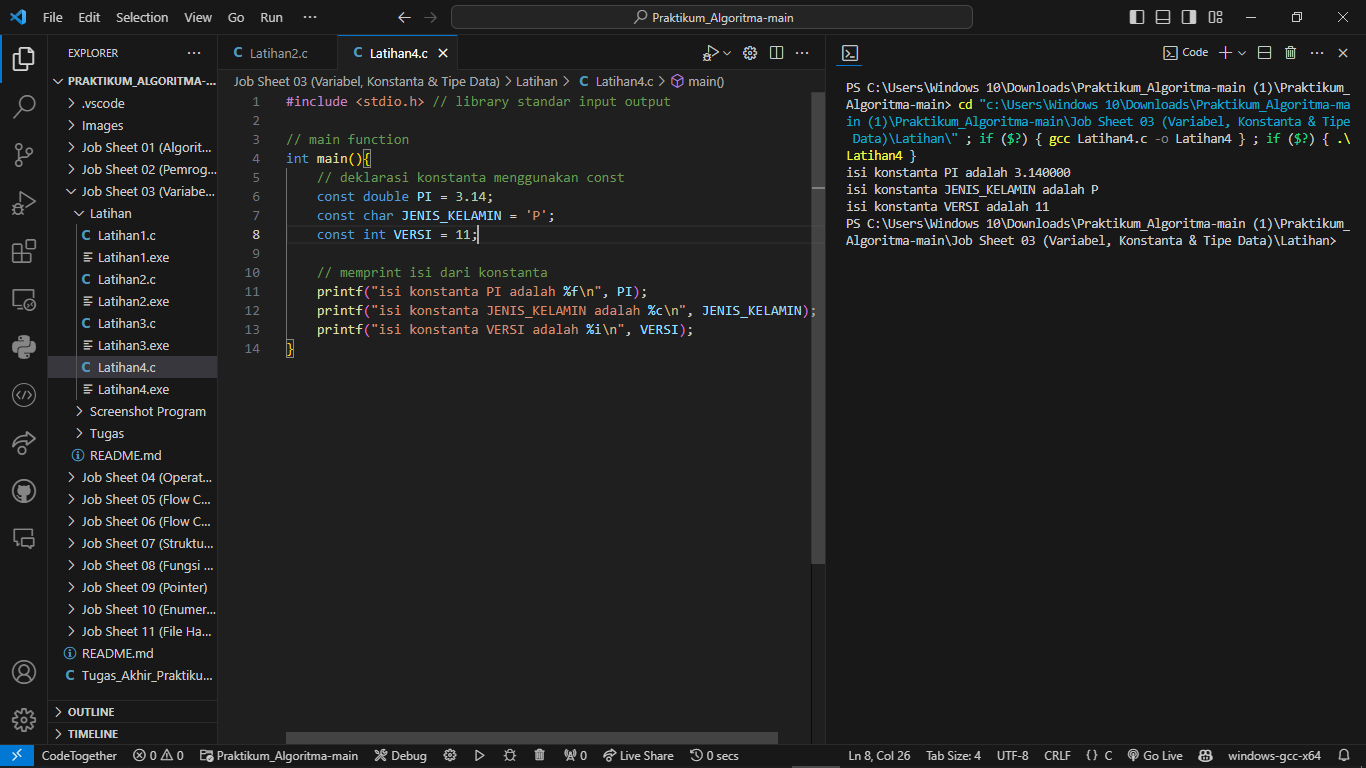 File Edit Selection View Go Run ··· Praktikum_Algoritma-main
EXPLORER ···
PRAKTIKUM_ALGORITMA-...
.vscode
Images
Job Sheet 01 (Algorit...
Job Sheet 02 (Pemrog...
Job Sheet 03 (Variabe...
Latihan
Latihan1.c
Latihan1.exe
Latihan2.c
Latihan2.exe
Latihan3.c
Latihan3.exe
Latihan4.c
Latihan4.exe
Screenshot Program
Tugas
README.md
Job Sheet 04 (Operat...
Job Sheet 05 (Flow C...
Job Sheet 06 (Flow C...
Job Sheet 07 (Struktu...
Job Sheet 08 (Fungsi ...
Job Sheet 09 (Pointer)
Job Sheet 10 (Enumer...
Job Sheet 11 (File Ha...
README.md
Tugas_Akhir_Praktiku...
OUTLINE
TIMELINE
C Latihan2.c C Latihan4.c
Job Sheet 03 (Variabel, Konstanta & Tipe Data) > Latihan > C Latihan4.c > main()
1 #include <stdio.h> // library standar input output
2
3 // main function
4 int main(){
5 // deklarasi konstanta menggunakan const
6 const double PI = 3.14;
7 const char JENIS_KELAMIN = 'P';
8 const int VERSI = 11;
9
10 // memprint isi dari konstanta
11 printf("isi konstanta PI adalah %f\n", PI);
12 printf("isi konstanta JENIS_KELAMIN adalah %c\n", JENIS_KELAMIN);
13 printf("isi konstanta VERSI adalah %i\n", VERSI);
14 }
Code
PS C:\Users\Windows 10\Downloads\Praktikum_Algoritma-main (1)\Praktikum_
Algoritma-main> cd "c:\Users\Windows 10\Downloads\Praktikum_Algoritma-ma
in (1)\Praktikum_Algoritma-main\Job Sheet 03 (Variabel, Konstanta & Tipe
Data)\Latihan\" ; if ($?) { gcc Latihan4.c -o Latihan4 } ; if ($?) { .\
Latihan4 }
isi konstanta PI adalah 3.140000
isi konstanta JENIS_KELAMIN adalah P
isi konstanta VERSI adalah 11
PS C:\Users\Windows 10\Downloads\Praktikum_Algoritma-main (1)\Praktikum_
Algoritma-main\Job Sheet 03 (Variabel, Konstanta & Tipe Data)\Latihan>
CodeTogether 0 0 Praktikum_Algoritma-main Debug 0 Live Share 0 secs Ln 8, Col 26 Tab Size: 4 UTF-8 CRLF { } C Go Live windows-gcc-x64